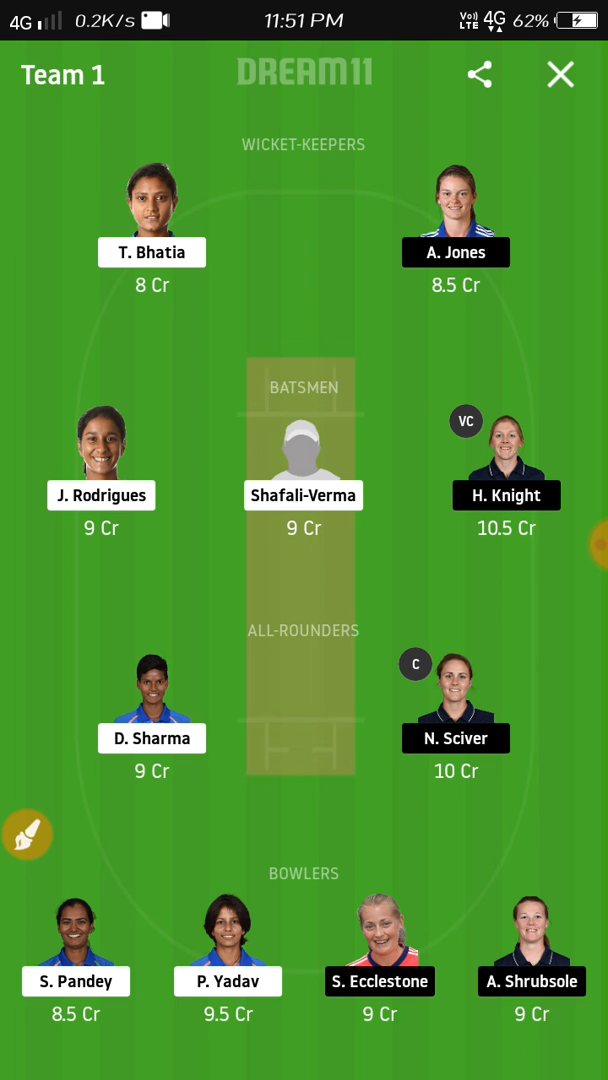 4G 0.2K/s 11:51 PM Vo)) LTE 4G 62%
Team 1 DREAM11
WICKET-KEEPERS
T. Bhatia A. Jones
8 Cr 8.5 Cr
BATSMEN
VC
J. Rodrigues Shafali-Verma H. Knight
9 Cr 9 Cr 10.5 Cr
ALL-ROUNDERS
C
D. Sharma N. Sciver
9 Cr 10 Cr
BOWLERS
S. Pandey P. Yadav S. Ecclestone A. Shrubsole
8.5 Cr 9.5 Cr 9 Cr 9 Cr